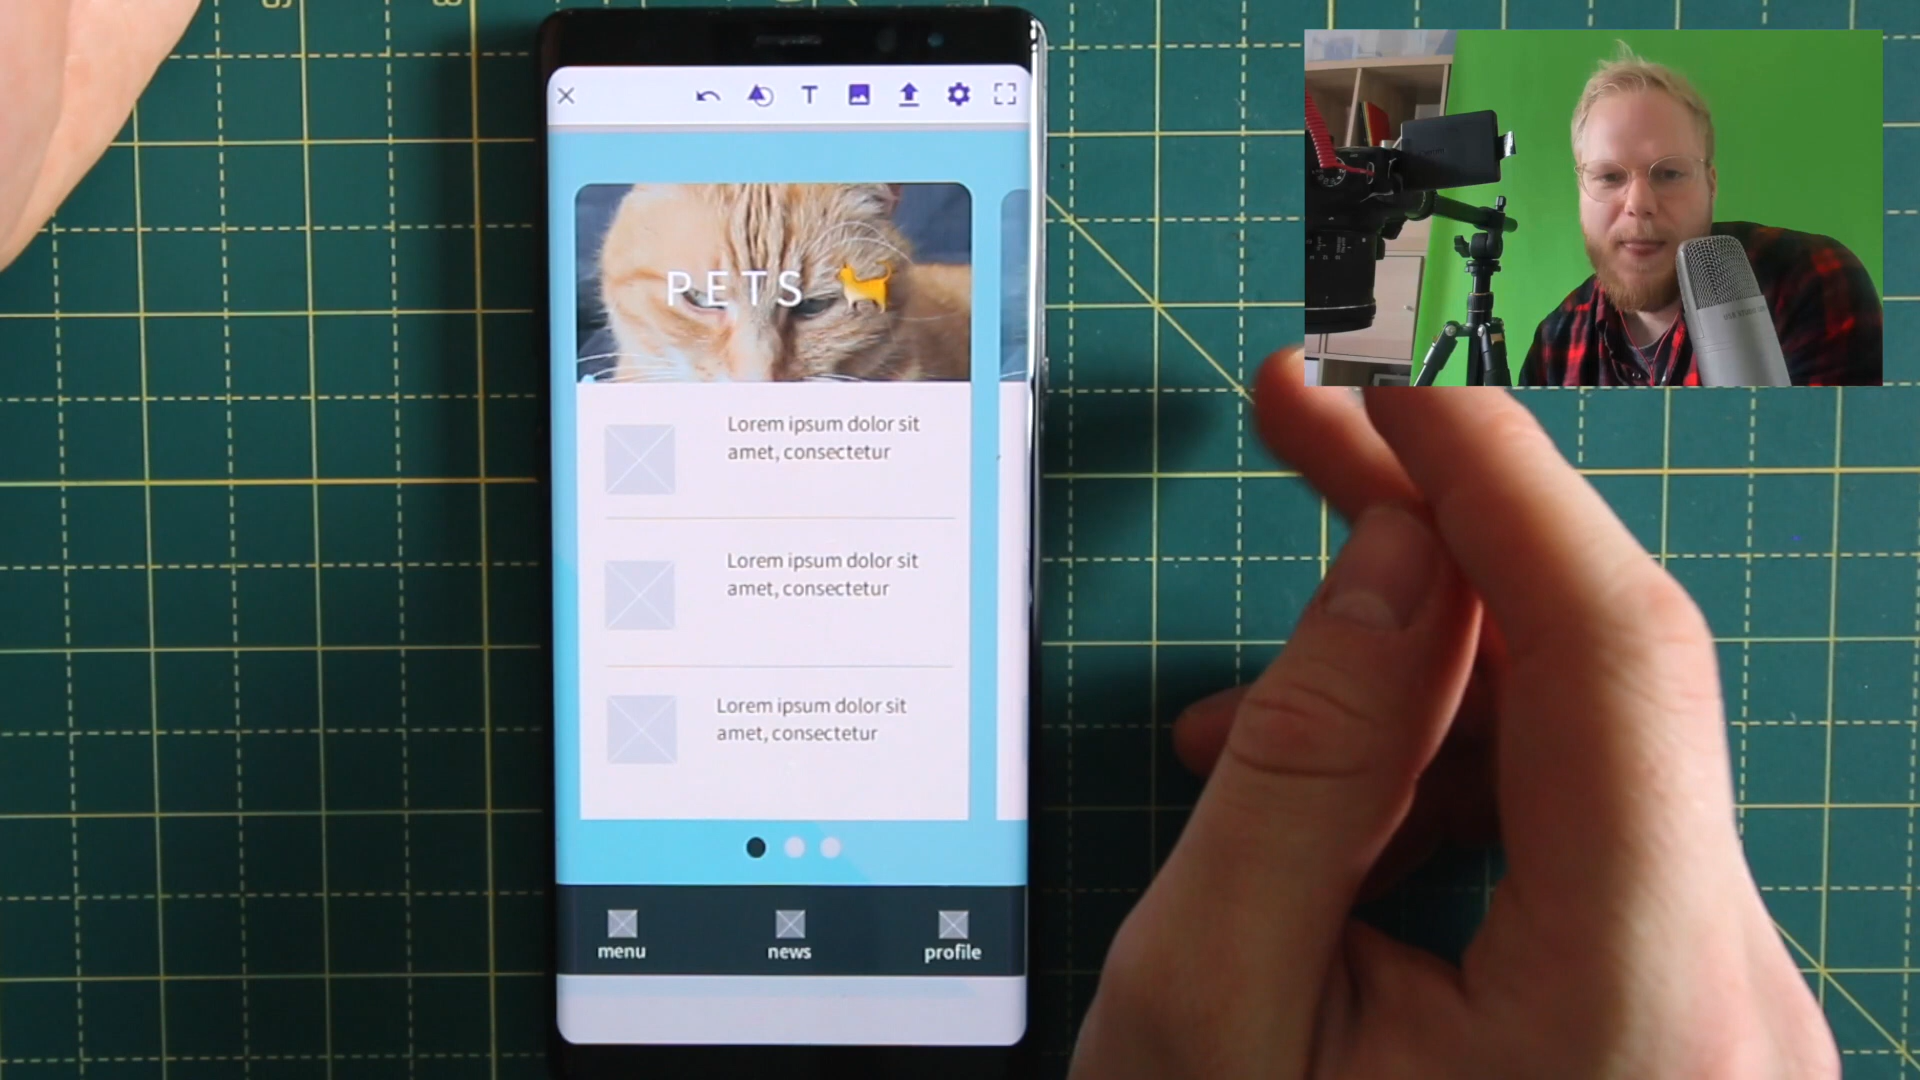 T
PETS
Lorem ipsum dolor sit
amet, consectetur
Lorem ipsum dolor sit
amet, consectetur
Lorem ipsum dolor sit
amet, consectetur
menu
news
profile